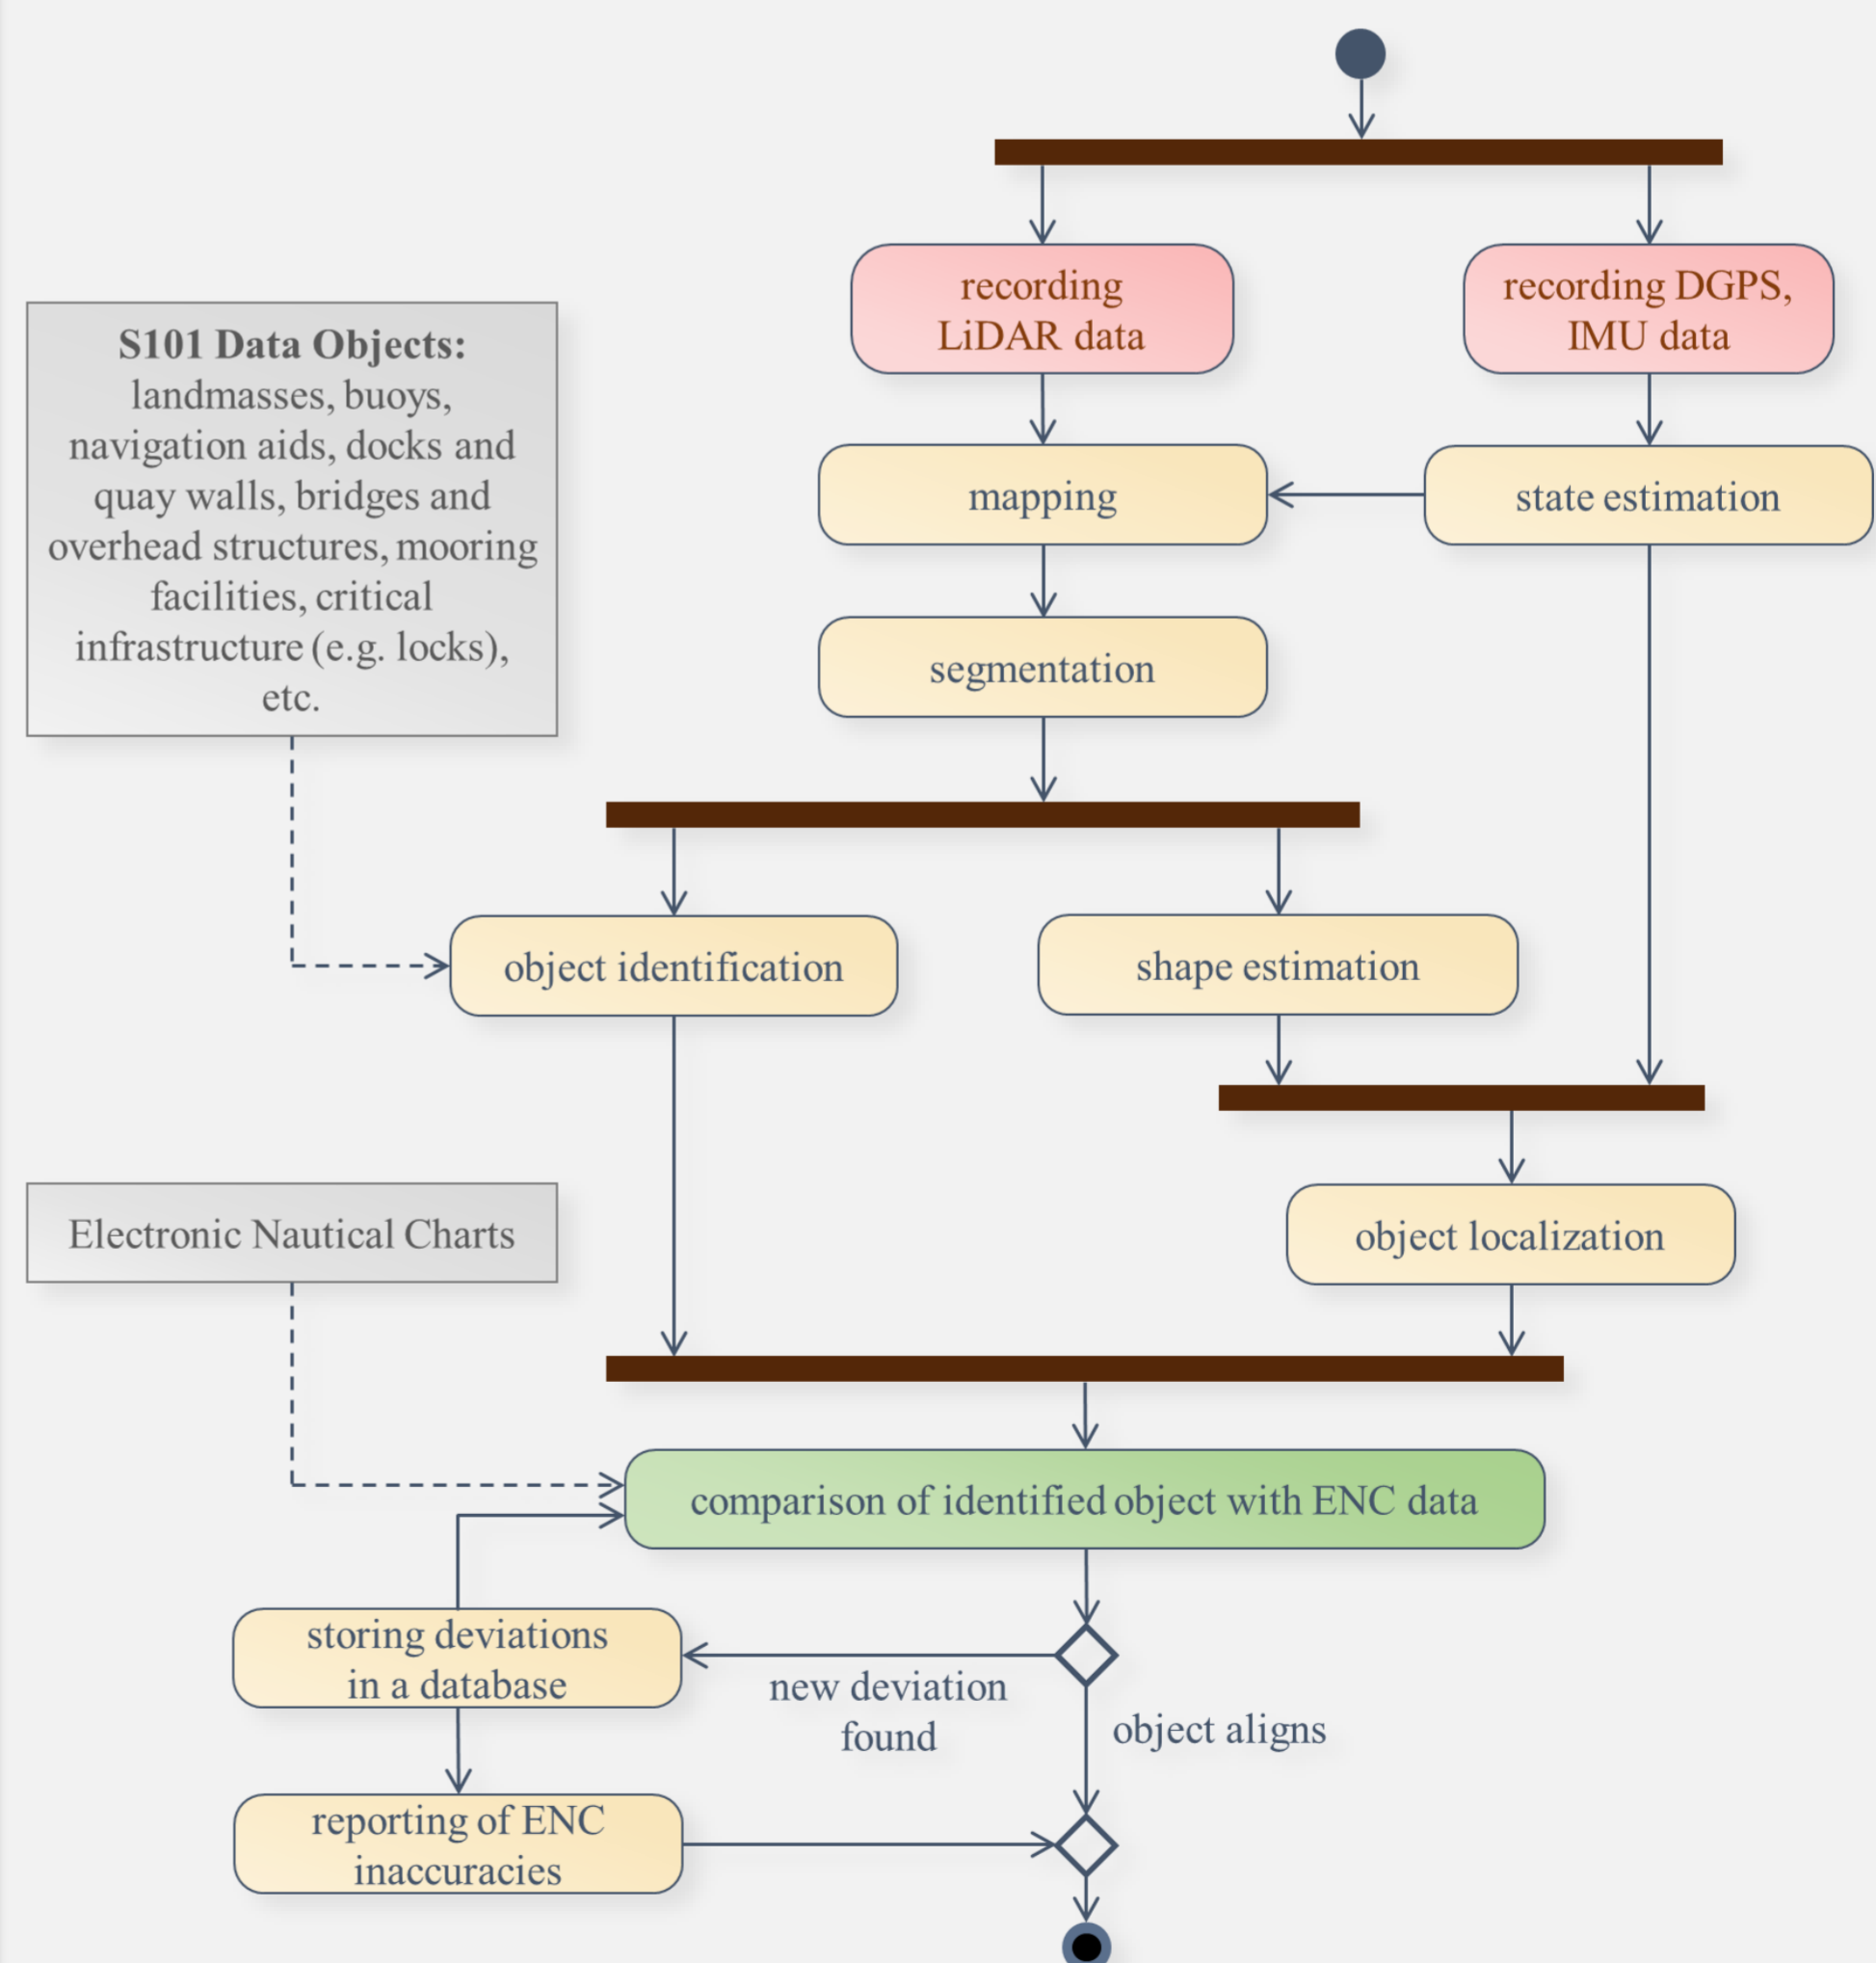 recording
LiDAR data
recording DGPS,
IMU data
S101 Data Objects:
landmasses, buoys,
navigation aids, docks and
quay walls, bridges and
overhead structures, mooring
facilities, critical
infrastructure (e.g. locks),
etc.
mapping
state estimation
segmentation
object identification
shape estimation
Electronic Nautical Charts
object localization
comparison of identified object with ENC data
storing deviations
in a database
new deviation
found
object aligns
reporting of ENC
inaccuracies